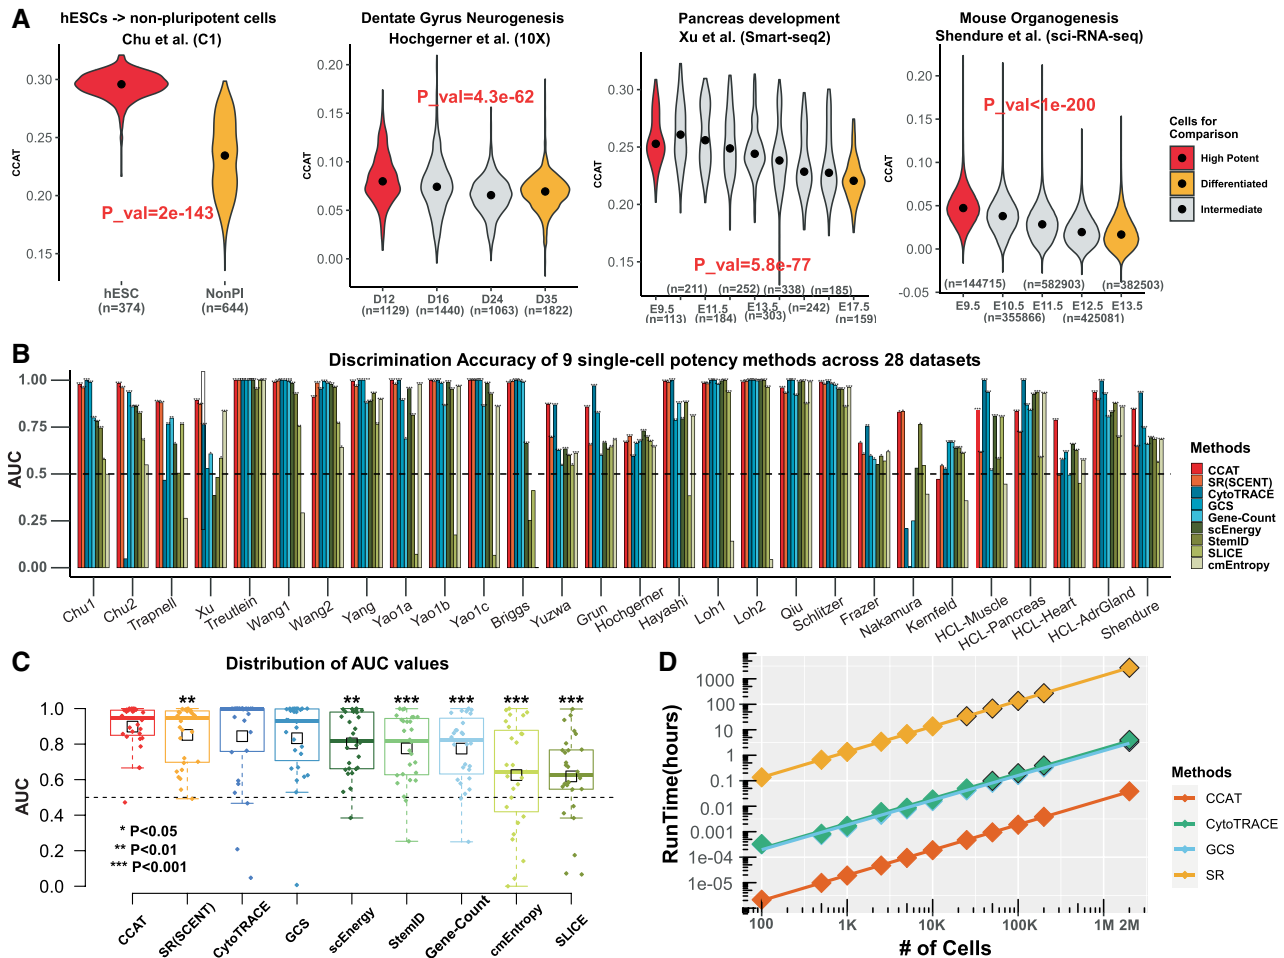 A
hESCs -> non-pluripotent cells
Chu et al. (C1)
CCAT
0.30
0.25
0.20
0.15
P_val=2e-143
hESC
(n=374)
NonPl
(n=644)
Dentate Gyrus Neurogenesis
Hochgerner et al. (10X)
CCAT
0.20
0.15
0.10
0.05
0.00
P_val=4.3e-62
D12
(n=1129)
D16
(n=1440)
D24
(n=1063)
D35
(n=1822)
Pancreas development
Xu et al. (Smart-seq2)
CCAT
0.30
0.25
0.20
0.15
P_val=5.8e-77
(n=211)
(n=252)
(n=338)
(n=185)
E9.5
(n=113)
E11.5
(n=184)
E13.5
(n=303)
(n=242)
E17.5
(n=159)
Mouse Organogenesis
Shendure et al. (sci-RNA-seq)
CCAT
0.20
0.15
0.10
0.05
0.00
-0.05
P_val<1e-200
(n=144715)
(n=582903)
(n=382503)
E9.5
E10.5
E11.5
E12.5
E13.5
(n=355866)
(n=425081)
Cells for
Comparison
High Potent
Differentiated
Intermediate
B
Discrimination Accuracy of 9 single-cell potency methods across 28 datasets
AUC
1.00
0.75
0.5
0.25
0.00
Chu1
Chu2
Trapnell
Xu
Treutlein
Wang1
Wang2
Yang
Yao1a
Yao1b
Yao1c
Briggs
Yuzwa
Grun
Hochgerner
Hayashi
Loh1
Loh2
Qiu
Schlitzer
Frazer
Nakamura
Kernfeld
HCL-Muscle
HCL-Pancreas
HCL-Heart
HCL-AdrGland
Shendure
Methods
CCAT
SR(SCENT)
CytoTRACE
GCS
Gene-Count
scEnergy
StemID
SLICE
cmEntropy
C
Distribution of AUC values
AUC
1.0
0.8
0.6
0.4
0.2
0.0
**
**
***
***
***
***
* P<0.05
** P<0.01
*** P<0.001
CCAT
SR(SCENT)
CytoTRACE
GCS
scEnergy
StemID
Gene-Count
cmEntropy
SLICE
D
RunTime(hours)
1000
100
10
1
0.1
0.01
0.001
1e-04
1e-05
100
1K
10K
100K
1M
2M
# of Cells
Methods
CCAT
CytoTRACE
GCS
SR